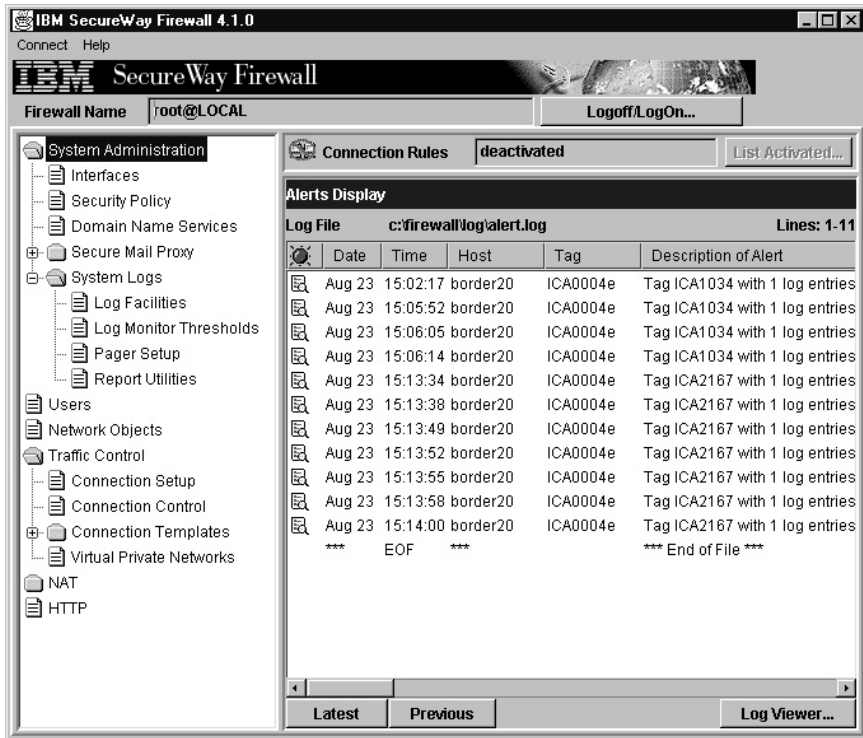 IBM SecureWay Firewall 4.1.0
Connect Help
IBM SecureWay Firewall
Firewall Name root@LOCAL Logoff/LogOn...
System Administration
Interfaces
Security Policy
Domain Name Services
Secure Mail Proxy
System Logs
Log Facilities
Log Monitor Thresholds
Pager Setup
Report Utilities
Users
Network Objects
Traffic Control
Connection Setup
Connection Control
Connection Templates
Virtual Private Networks
NAT
HTTP
Connection Rules deactivated List Activated...
Alerts Display
Log File c:\firewall\log\alert.log Lines: 1-11
Date Time Host Tag Description of Alert
Aug 23 15:02:17 border20 ICA0004e Tag ICA1034 with 1 log entries
Aug 23 15:05:52 border20 ICA0004e Tag ICA1034 with 1 log entries
Aug 23 15:06:05 border20 ICA0004e Tag ICA1034 with 1 log entries
Aug 23 15:06:14 border20 ICA0004e Tag ICA1034 with 1 log entries
Aug 23 15:13:34 border20 ICA0004e Tag ICA2167 with 1 log entries
Aug 23 15:13:38 border20 ICA0004e Tag ICA2167 with 1 log entries
Aug 23 15:13:49 border20 ICA0004e Tag ICA2167 with 1 log entries
Aug 23 15:13:52 border20 ICA0004e Tag ICA2167 with 1 log entries
Aug 23 15:13:55 border20 ICA0004e Tag ICA2167 with 1 log entries
Aug 23 15:13:58 border20 ICA0004e Tag ICA2167 with 1 log entries
Aug 23 15:14:00 border20 ICA0004e Tag ICA2167 with 1 log entries
*** EOF *** *** End of File ***
Latest Previous Log Viewer...